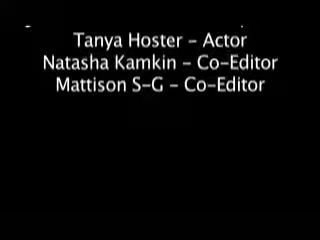 Tanya Hoster - Actor
Natasha Kamkin - Co-Editor
Mattison S-G - Co-Editor